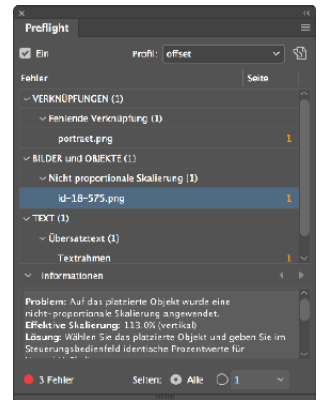 Preflight
Ein
Profil: offset
Fehler Seite
VERKNÜPFUNGEN (1)
Fehlende Verknüpfung (1)
portraet.png 1
BILDER und OBJEKTE (1)
Nicht proportionale Skalierung (1)
id-18-575.png 1
TEXT (1)
Übersatztext (1)
Textrahmen 1
Informationen
Problem: Auf das platzierte Objekt wurde eine
nicht-proportionale Skalierung angewendet.
Effektive Skalierung: 113.0% (vertikal)
Lösung: Wählen Sie das platzierte Objekt und geben Sie im
Steuerungsbedienfeld identische Prozentwerte für
3 Fehler Seiten: Alle 1